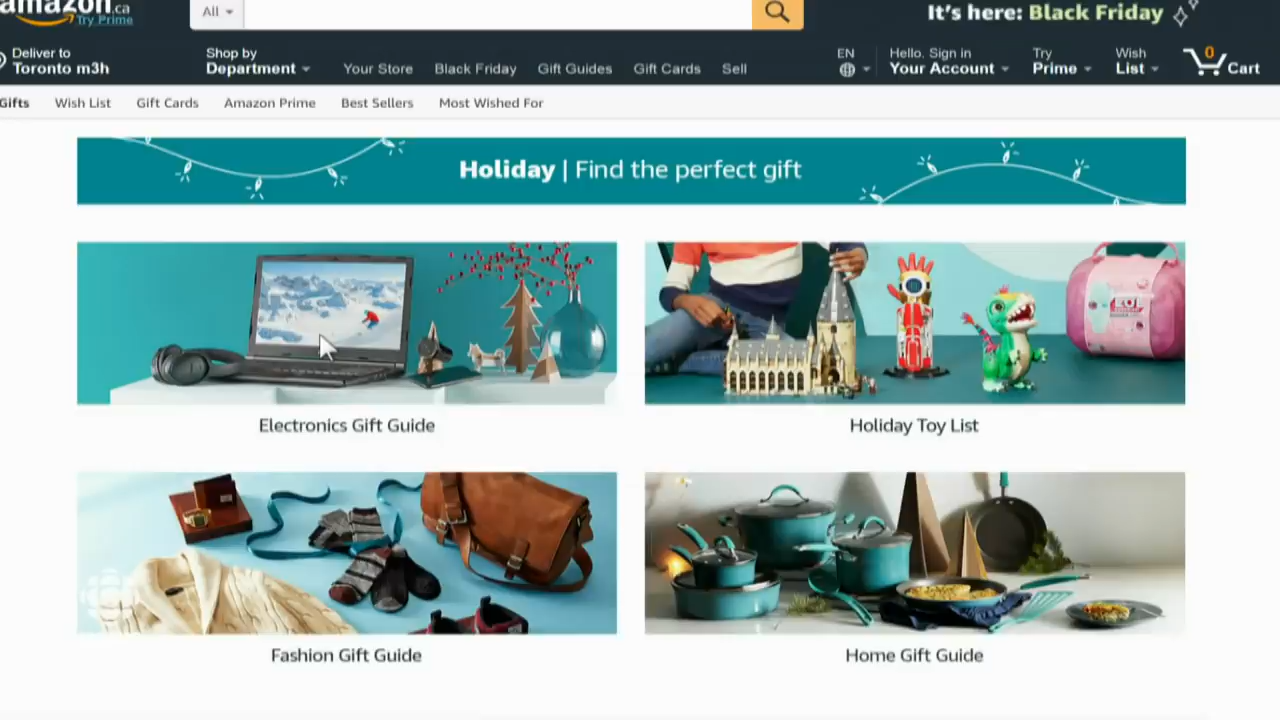 amazon.ca
Try Prime
All
It's here: Black Friday
Deliver to
Toronto m3h
Shop by
Department
Your Store
Black Friday
Gift Guides
Gift Cards
Sell
EN
Hello. Sign in
Your Account
Try
Prime
Wish
List
0
Cart
Gifts
Wish List
Gift Cards
Amazon Prime
Best Sellers
Most Wished For
Holiday | Find the perfect gift
Electronics Gift Guide
Holiday Toy List
Fashion Gift Guide
Home Gift Guide